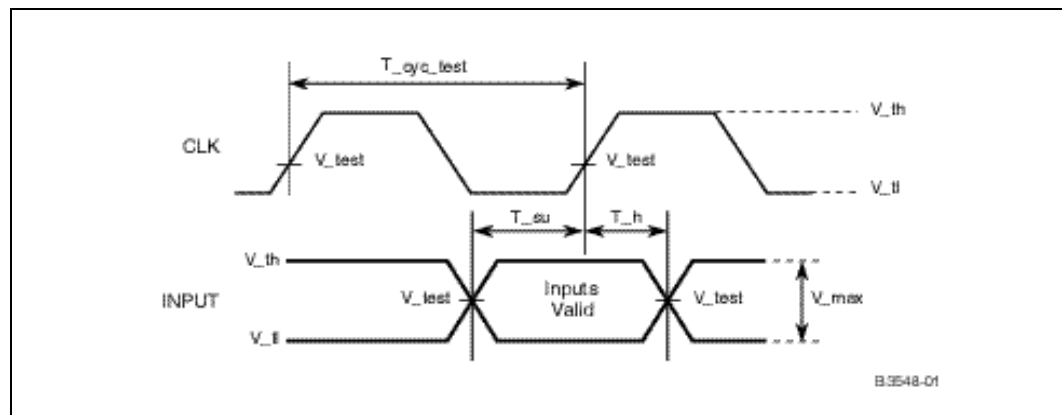 T_cyc_test
V_th
CLK
V_test
V_test
V_tl
T_su
T_h
V_th
INPUT
V_test
Inputs
Valid
V_test
V_max
V_tl
B3548-01